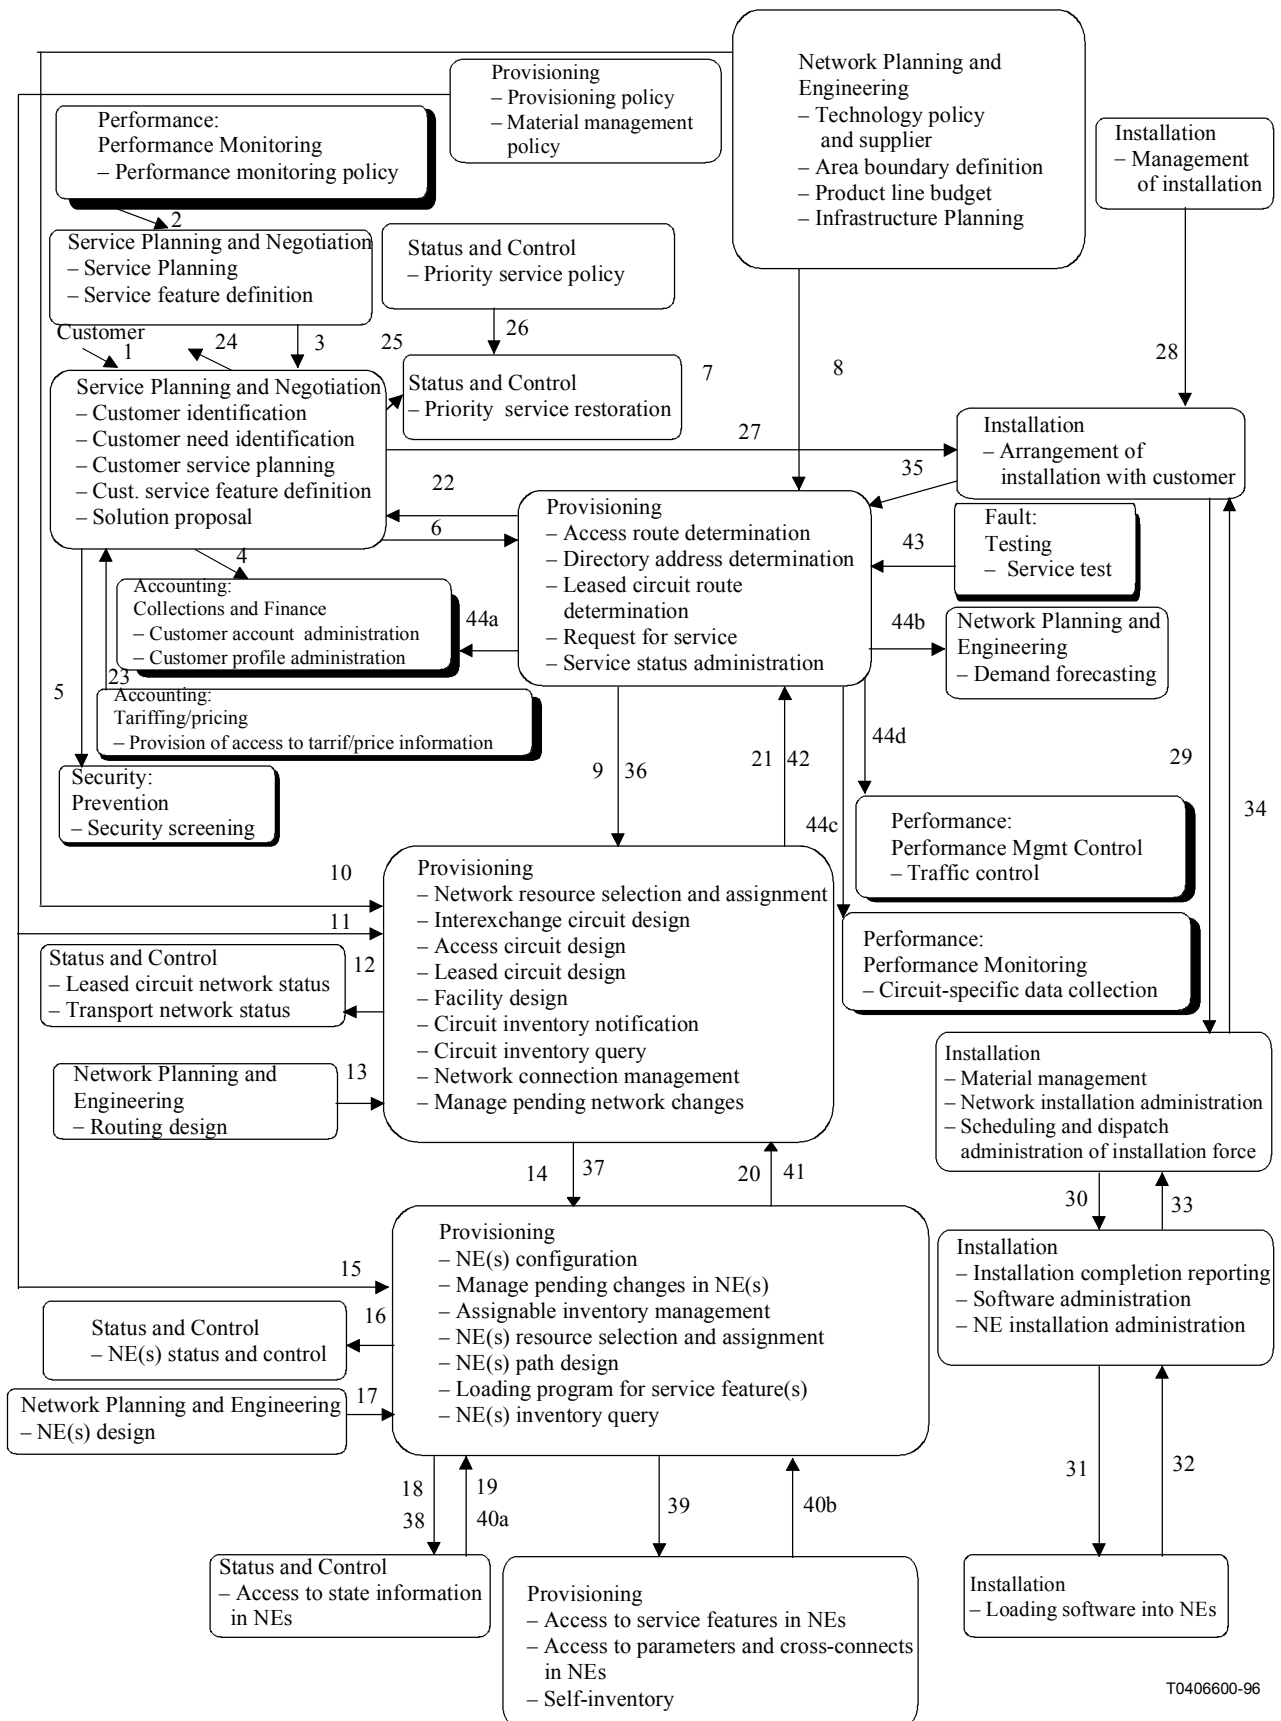 Network Planning and
Engineering
– Technology policy
and supplier
– Area boundary definition
– Product line budget
– Infrastructure Planning
Provisioning
– Provisioning policy
– Material management
policy
Performance:
Performance Monitoring
– Performance monitoring policy
Installation
– Management
of installation
2
Service Planning and Negotiation
– Service Planning
– Service feature definition
Status and Control
– Priority service policy
Customer
1
24
3
25
26
7
8
28
Service Planning and Negotiation
– Customer identification
– Customer need identification
– Customer service planning
– Cust. service feature definition
– Solution proposal
Status and Control
– Priority service restoration
27
Installation
– Arrangement of
installation with customer
35
22
6
4
Provisioning
– Access route determination
– Directory address determination
– Leased circuit route
determination
– Request for service
– Service status administration
43
Fault:
Testing
– Service test
Accounting:
Collections and Finance
– Customer account administration
– Customer profile administration
44a
44b
Network Planning and
Engineering
– Demand forecasting
5
23
Accounting:
Tariffing/pricing
– Provision of access to tarrif/price information
9
36
21
42
44d
29
34
Security:
Prevention
– Security screening
44c
Performance:
Performance Mgmt Control
– Traffic control
10
11
12
Provisioning
– Network resource selection and assignment
– Interexchange circuit design
– Access circuit design
– Leased circuit design
– Facility design
– Circuit inventory notification
– Circuit inventory query
– Network connection management
– Manage pending network changes
Performance:
Performance Monitoring
– Circuit-specific data collection
Status and Control
– Leased circuit network status
– Transport network status
Network Planning and
Engineering
– Routing design
13
Installation
– Material management
– Network installation administration
– Scheduling and dispatch
administration of installation force
14
37
20
41
30
33
Provisioning
– NE(s) configuration
– Manage pending changes in NE(s)
– Assignable inventory management
– NE(s) resource selection and assignment
– NE(s) path design
– Loading program for service feature(s)
– NE(s) inventory query
15
16
Status and Control
– NE(s) status and control
17
Network Planning and Engineering
– NE(s) design
Installation
– Installation completion reporting
– Software administration
– NE installation administration
18
38
19
40a
39
40b
31
32
Status and Control
– Access to state information
in NEs
Provisioning
– Access to service features in NEs
– Access to parameters and cross-connects
in NEs
– Self-inventory
Installation
– Loading software into NEs
T0406600-96